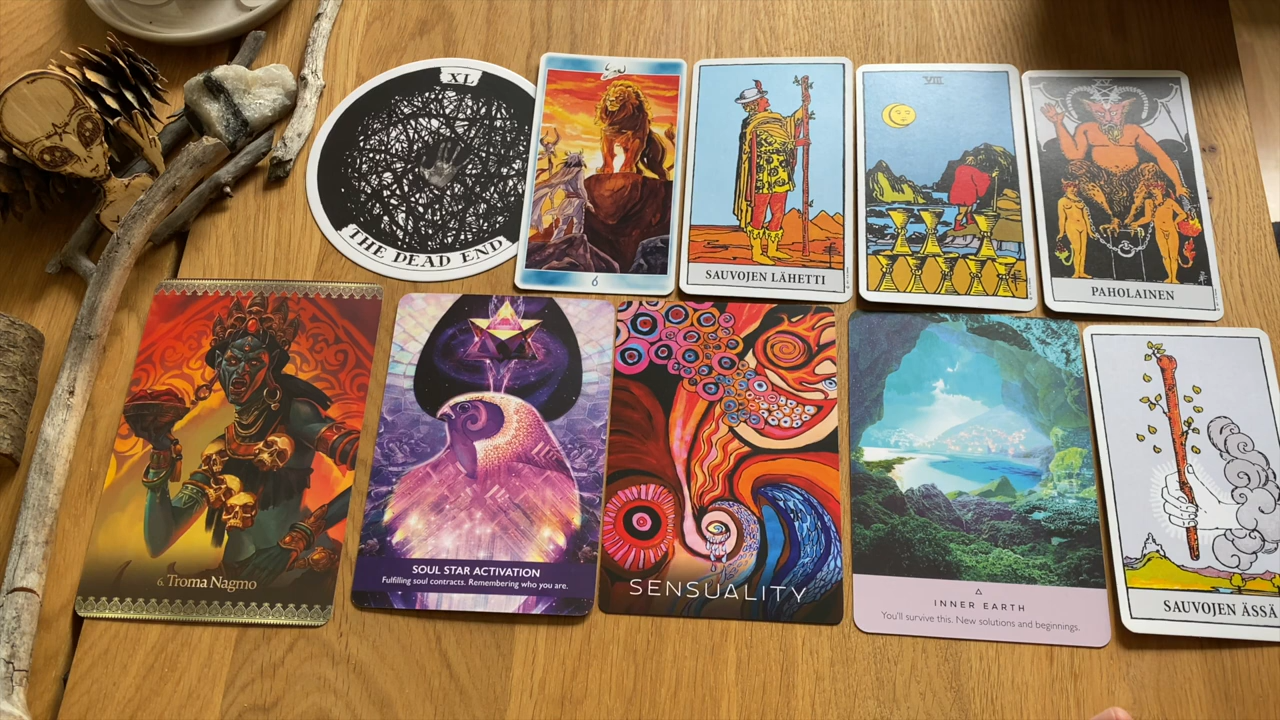 XL
THE DEAD END
6
SAUVOJEN LÄHETTI
VIII
XV
PAHOLAINEN
6. Troma Nagmo
SOUL STAR ACTIVATION
Fulfilling soul contracts. Remembering who you are.
SENSUALITY
INNER EARTH
You'll survive this. New solutions and beginnings.
SAUVOJEN ÄSSÄ